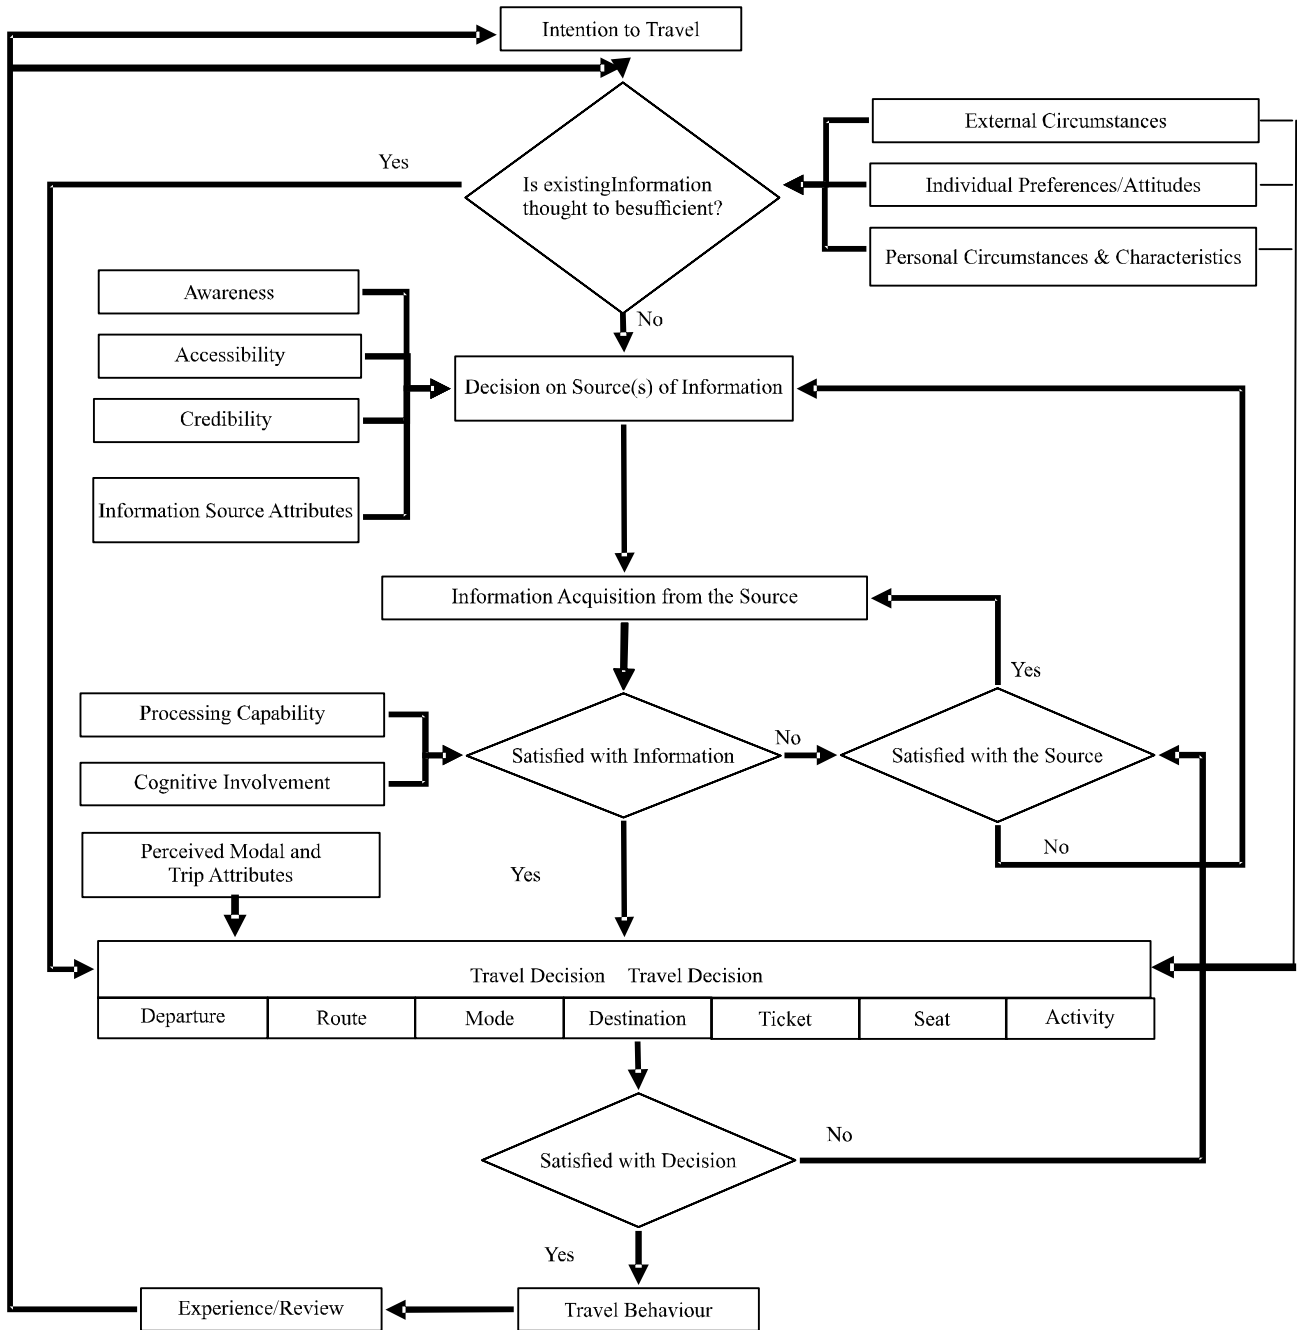 Intention to Travel
External Circumstances
Yes
Is existingInformation
thought to besufficient?
Individual Preferences/Attitudes
Personal Circumstances & Characteristics
Awareness
No
Accessibility
Decision on Source(s) of Information
Credibility
Information Source Attributes
Information Acquisition from the Source
Yes
Processing Capability
Satisfied with Information
No
Satisfied with the Source
Cognitive Involvement
Perceived Modal and
Trip Attributes
Yes
No
Travel Decision Travel Decision
Departure Route Mode Destination Ticket Seat Activity
Satisfied with Decision
No
Yes
Experience/Review
Travel Behaviour